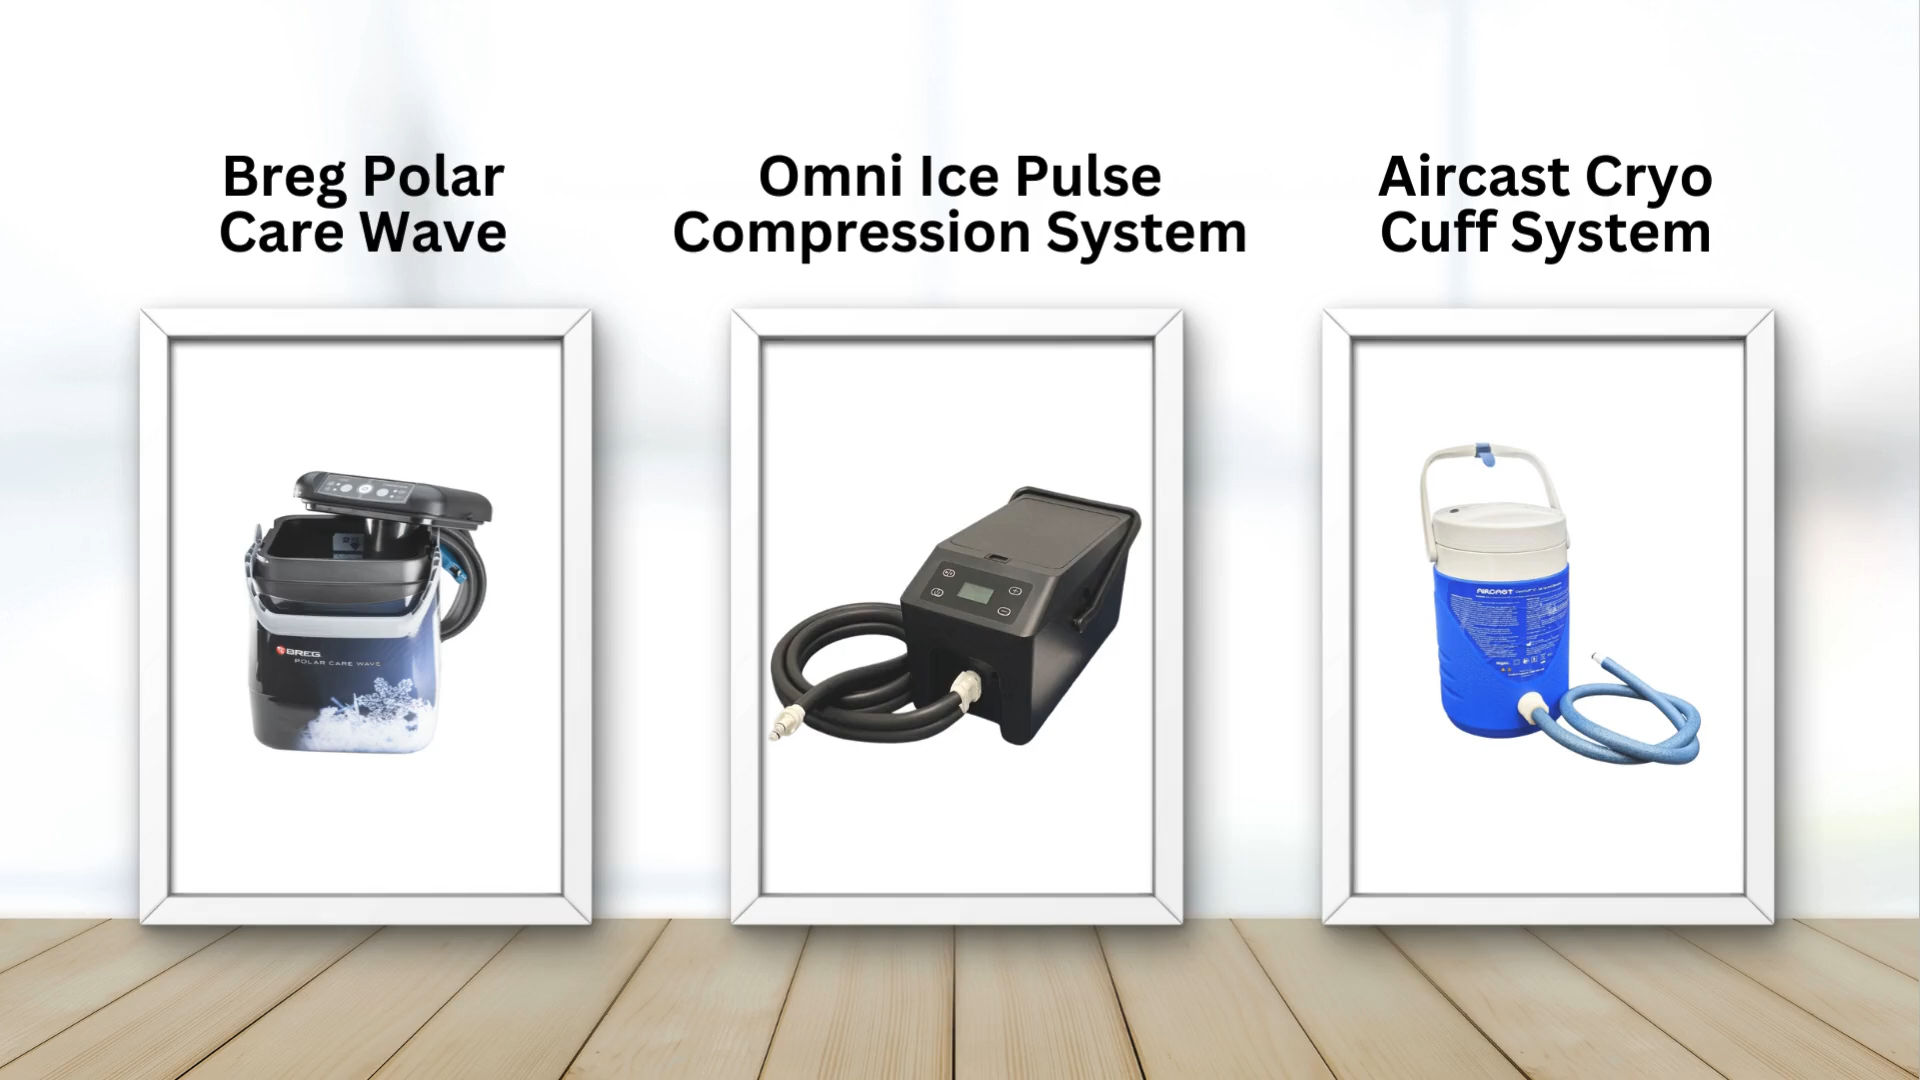 Breg Polar
Care Wave
Omni Ice Pulse
Compression System
Aircast Cryo
Cuff System
BREG
POLAR CARE WAVE
AIRCAST